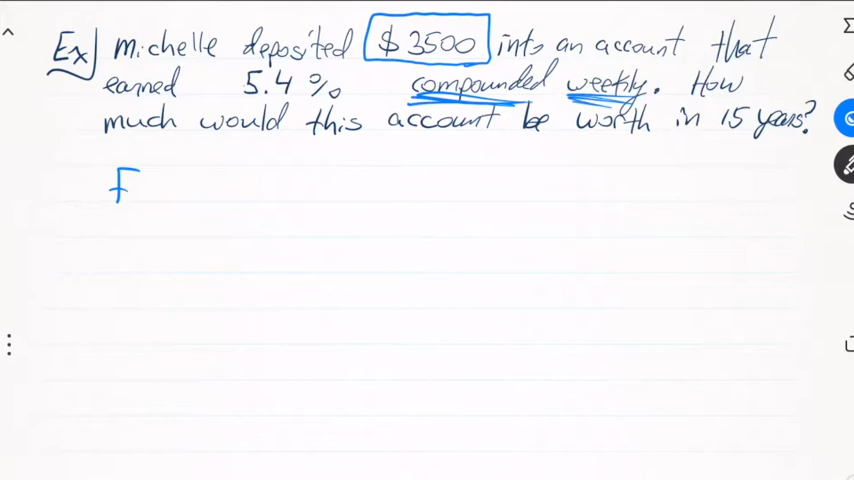 Ex) Michelle deposited $3500 into an account that
earned 5.4% compounded weekly. How
much would this account be worth in 15 years?
F